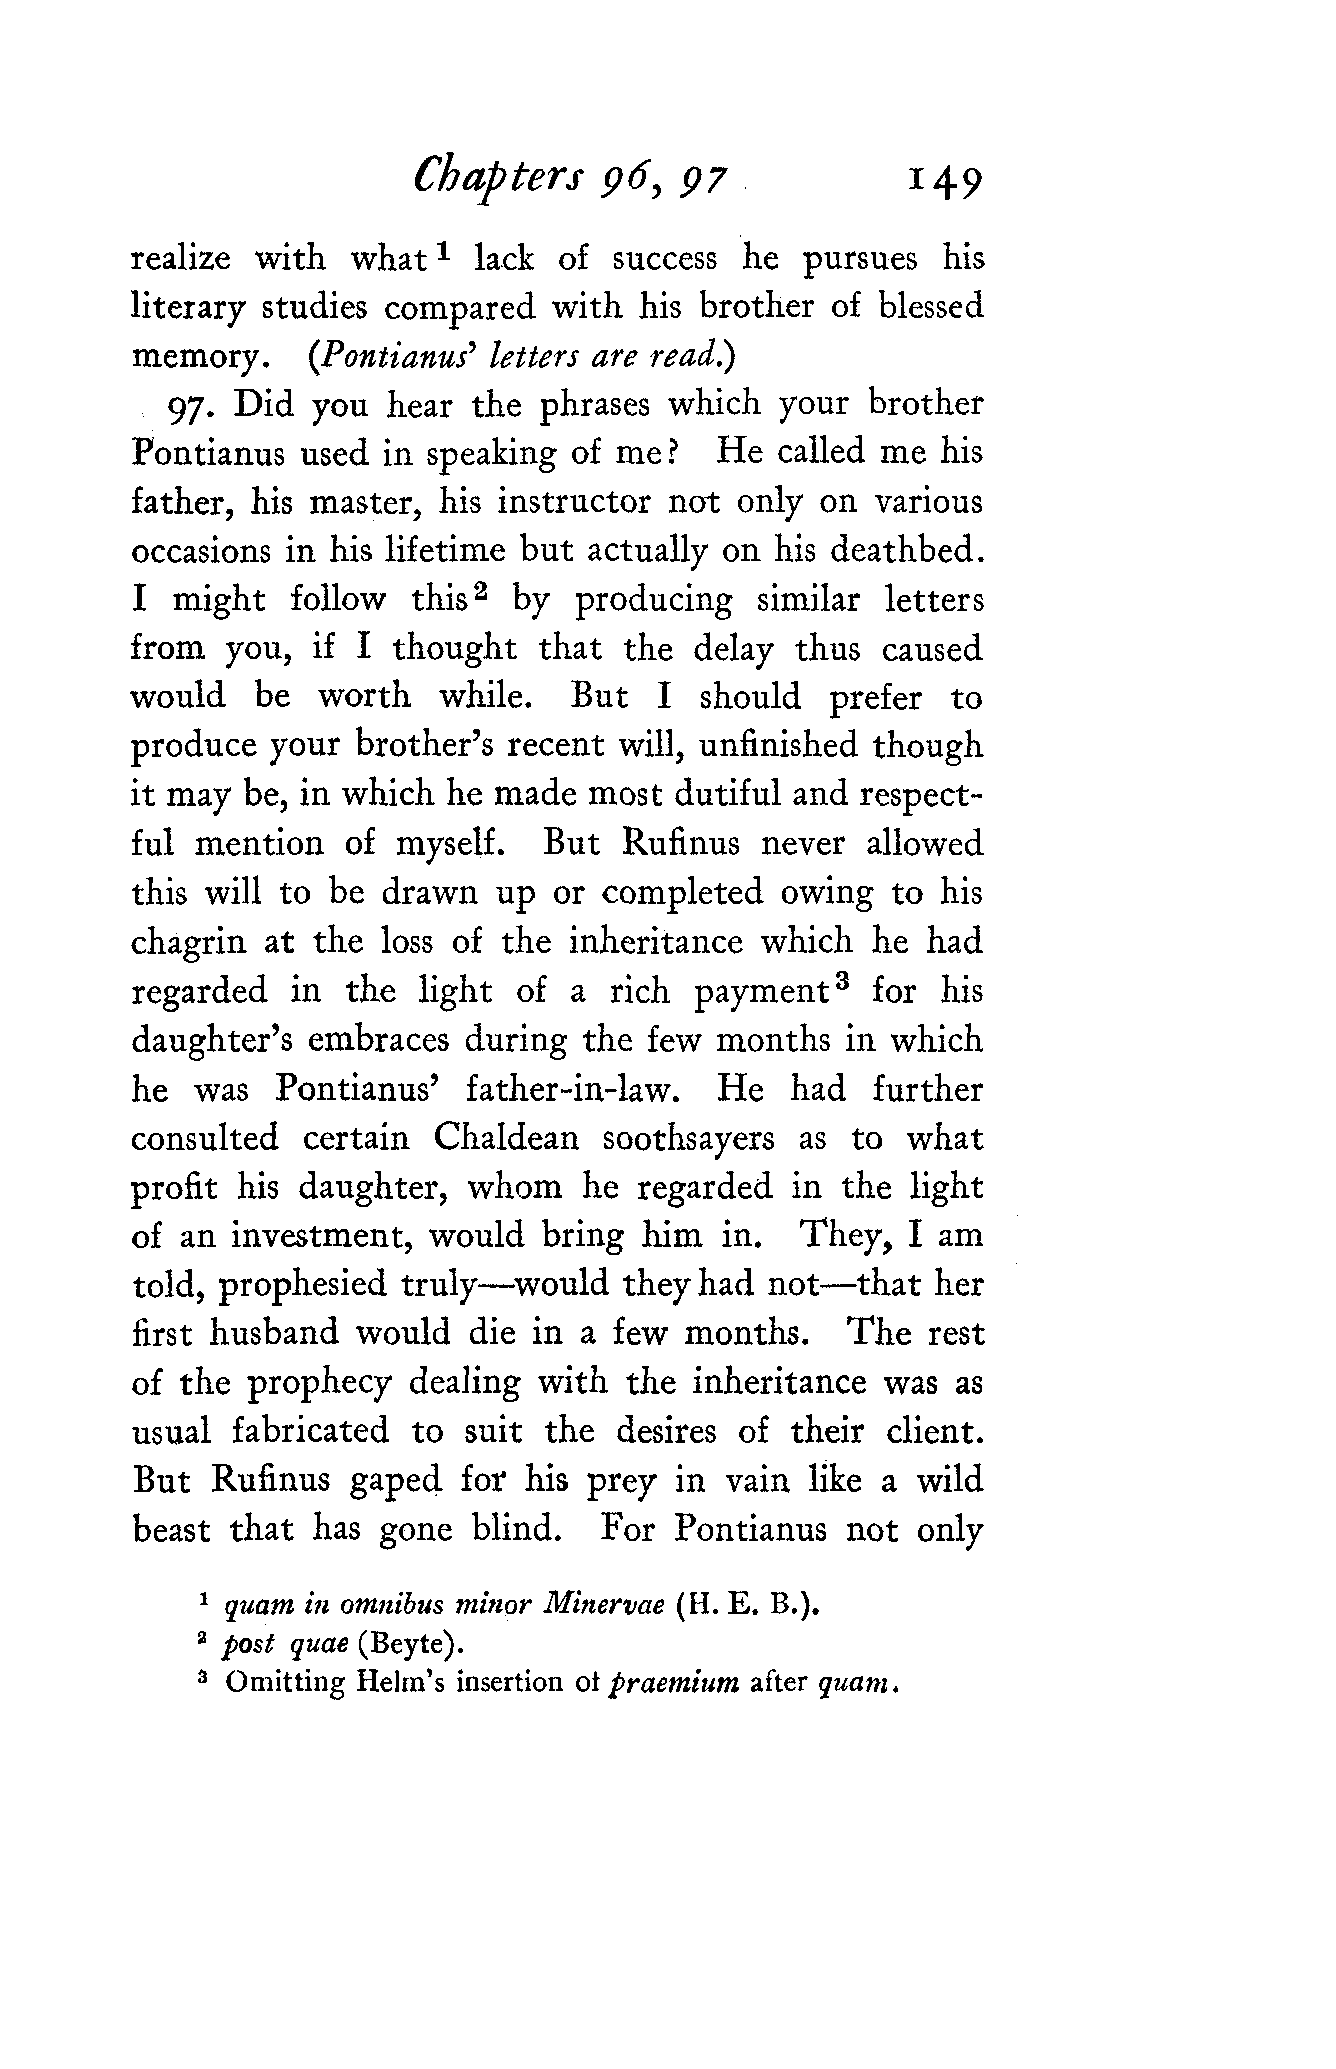 Chapters 96, 97 149
realize with what ¹ lack of success he pursues his
literary studies compared with his brother of blessed
memory. (Pontianus' letters are read.)
97. Did you hear the phrases which your brother
Pontianus used in speaking of me? He called me his
father, his master, his instructor not only on various
occasions in his lifetime but actually on his deathbed.
I might follow this ² by producing similar letters
from you, if I thought that the delay thus caused
would be worth while. But I should prefer to
produce your brother's recent will, unfinished though
it may be, in which he made most dutiful and respect-
ful mention of myself. But Rufinus never allowed
this will to be drawn up or completed owing to his
chagrin at the loss of the inheritance which he had
regarded in the light of a rich payment ³ for his
daughter's embraces during the few months in which
he was Pontianus' father-in-law. He had further
consulted certain Chaldean soothsayers as to what
profit his daughter, whom he regarded in the light
of an investment, would bring him in. They, I am
told, prophesied truly—would they had not—that her
first husband would die in a few months. The rest
of the prophecy dealing with the inheritance was as
usual fabricated to suit the desires of their client.
But Rufinus gaped for his prey in vain like a wild
beast that has gone blind. For Pontianus not only
¹ quam in omnibus minor Minervae (H. E. B.).
² post quae (Beyte).
³ Omitting Helm's insertion of praemium after quam.